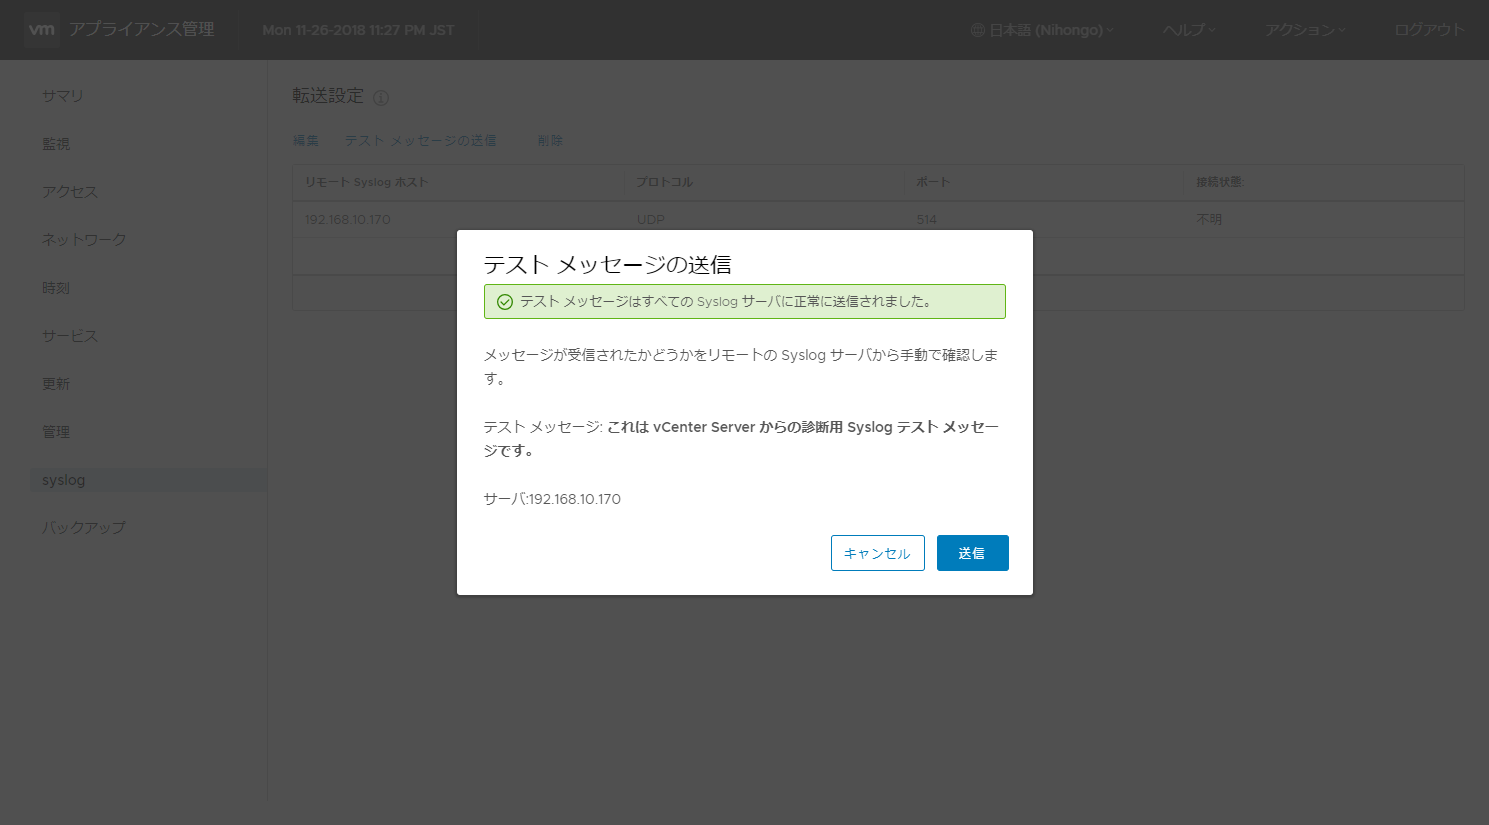 vm アプライアンス管理 Mon 11-26-2018 11:27 PM JST 日本語 (Nihongo) ヘルプ アクション ログアウト
サマリ
監視
アクセス
ネットワーク
時刻
サービス
更新
管理
syslog
バックアップ
転送設定
編集 テスト メッセージの送信 削除
リモート Syslog ホスト プロトコル ポート 接続状態:
192.168.10.170 UDP 514 不明
テスト メッセージの送信
テスト メッセージはすべての Syslog サーバに正常に送信されました。
メッセージが受信されたかどうかをリモートの Syslog サーバから手動で確認しま
す。
テスト メッセージ: これは vCenter Server からの診断用 Syslog テスト メッセー
ジです。
サーバ:192.168.10.170
キャンセル 送信